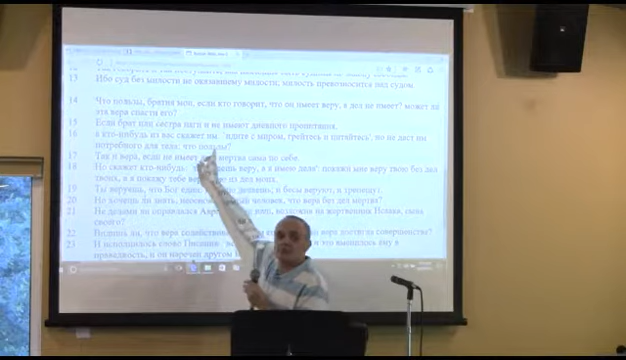 13 Ибо суд без милости не оказавшему милости; милость превозносится над судом.
14 Что пользы, братия мои, если кто говорит, что он имеет веру, а дел не имеет? может ли
эта вера спасти его?
15 Если брат или сестра наги и не имеют дневного пропитания,
16 а кто-нибудь из вас скажет им: "идите с миром, грейтесь и питайтесь", но не даст им
потребного для тела: что пользы?
17 Так и вера, если не имеет мертва сама по себе.
18 Но скажет кто-нибудь: веру, а я имею дела": покажи мне веру твою без дел
твоих, а я покажу тебе из дел моих.
19 Ты веруешь, что Бог един: делаешь; и бесы веруют, и трепещут.
20 Но хочешь ли знать, человек, что вера без дел мертва?
21 Не делами ли оправдался возложив на жертвенник Исаака, сына
своего?
22 Видишь ли, что вера содействовала вера достигла совершенства?
23 И исполнилось слово Писания: и это вменилось ему в
праведность, и он наречен другом